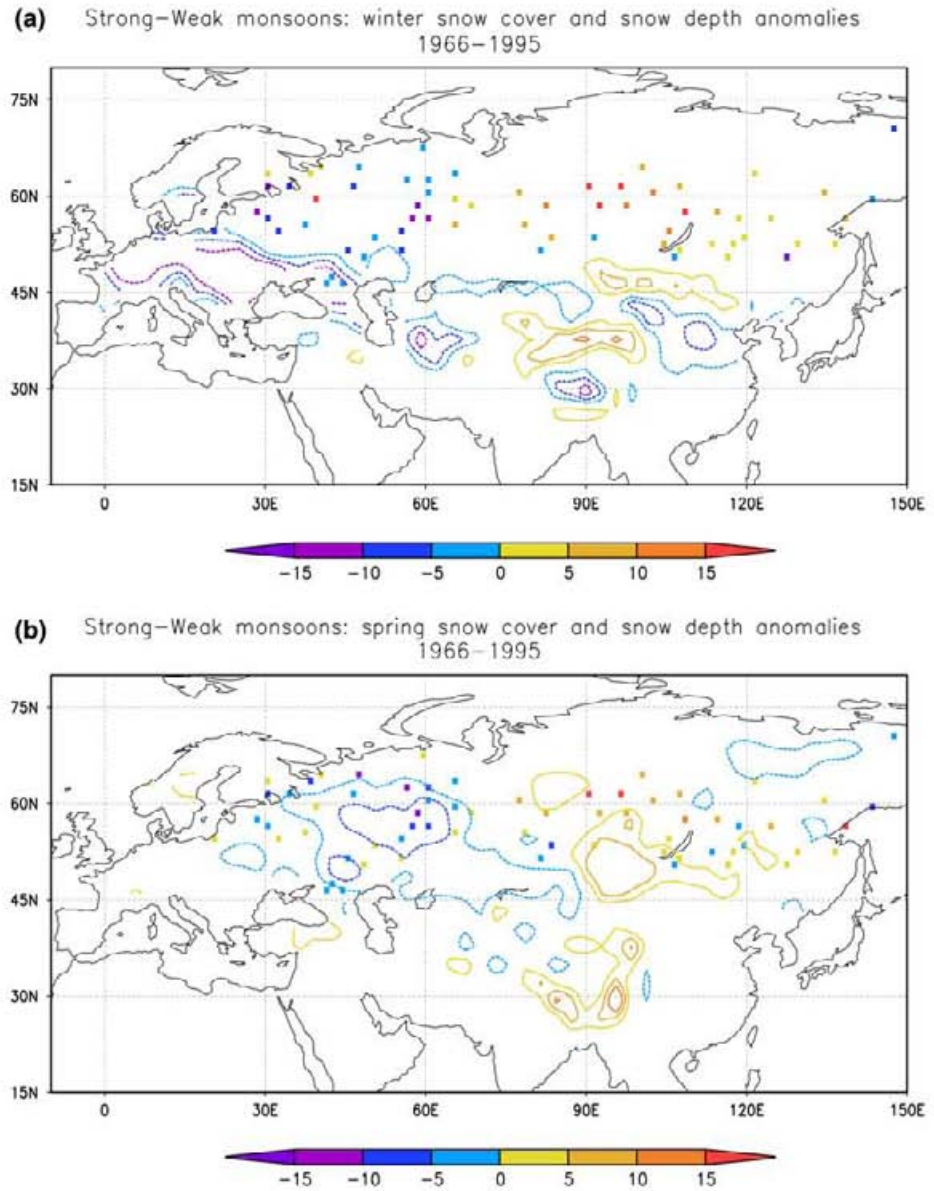 (a) Strong-Weak monsoons: winter snow cover and snow depth anomalies
1966-1995
75N
60N
45N
30N
15N
0 30E 60E 90E 120E 150E
-15 -10 -5 0 5 10 15
(b) Strong-Weak monsoons: spring snow cover and snow depth anomalies
1966-1995
75N
60N
45N
30N
15N
0 30E 60E 90E 120E 150E
-15 -10 -5 0 5 10 15